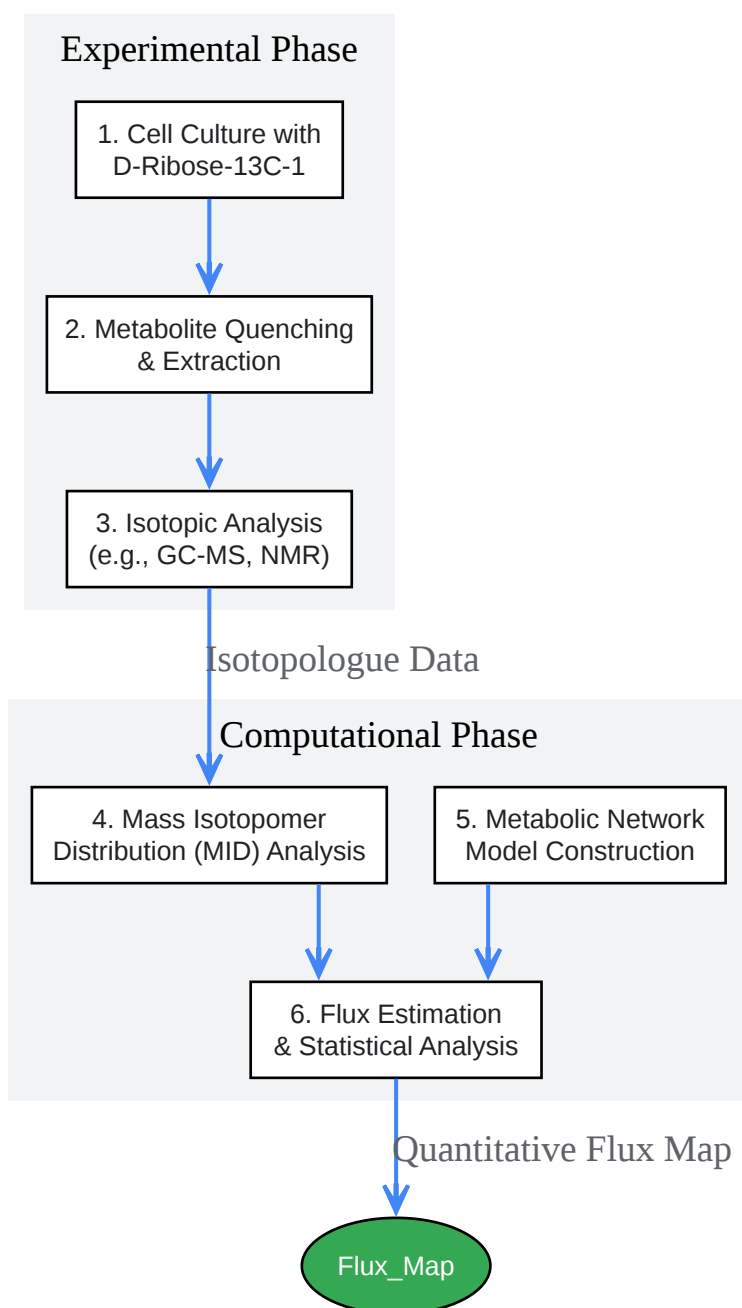 Experimental Phase
1. Cell Culture with
D-Ribose-13C-1
2. Metabolite Quenching
& Extraction
3. Isotopic Analysis
(e.g., GC-MS, NMR)
Isotopologue Data
Computational Phase
4. Mass Isotopomer
Distribution (MID) Analysis
5. Metabolic Network
Model Construction
6. Flux Estimation
& Statistical Analysis
Quantitative Flux Map
Flux_Map